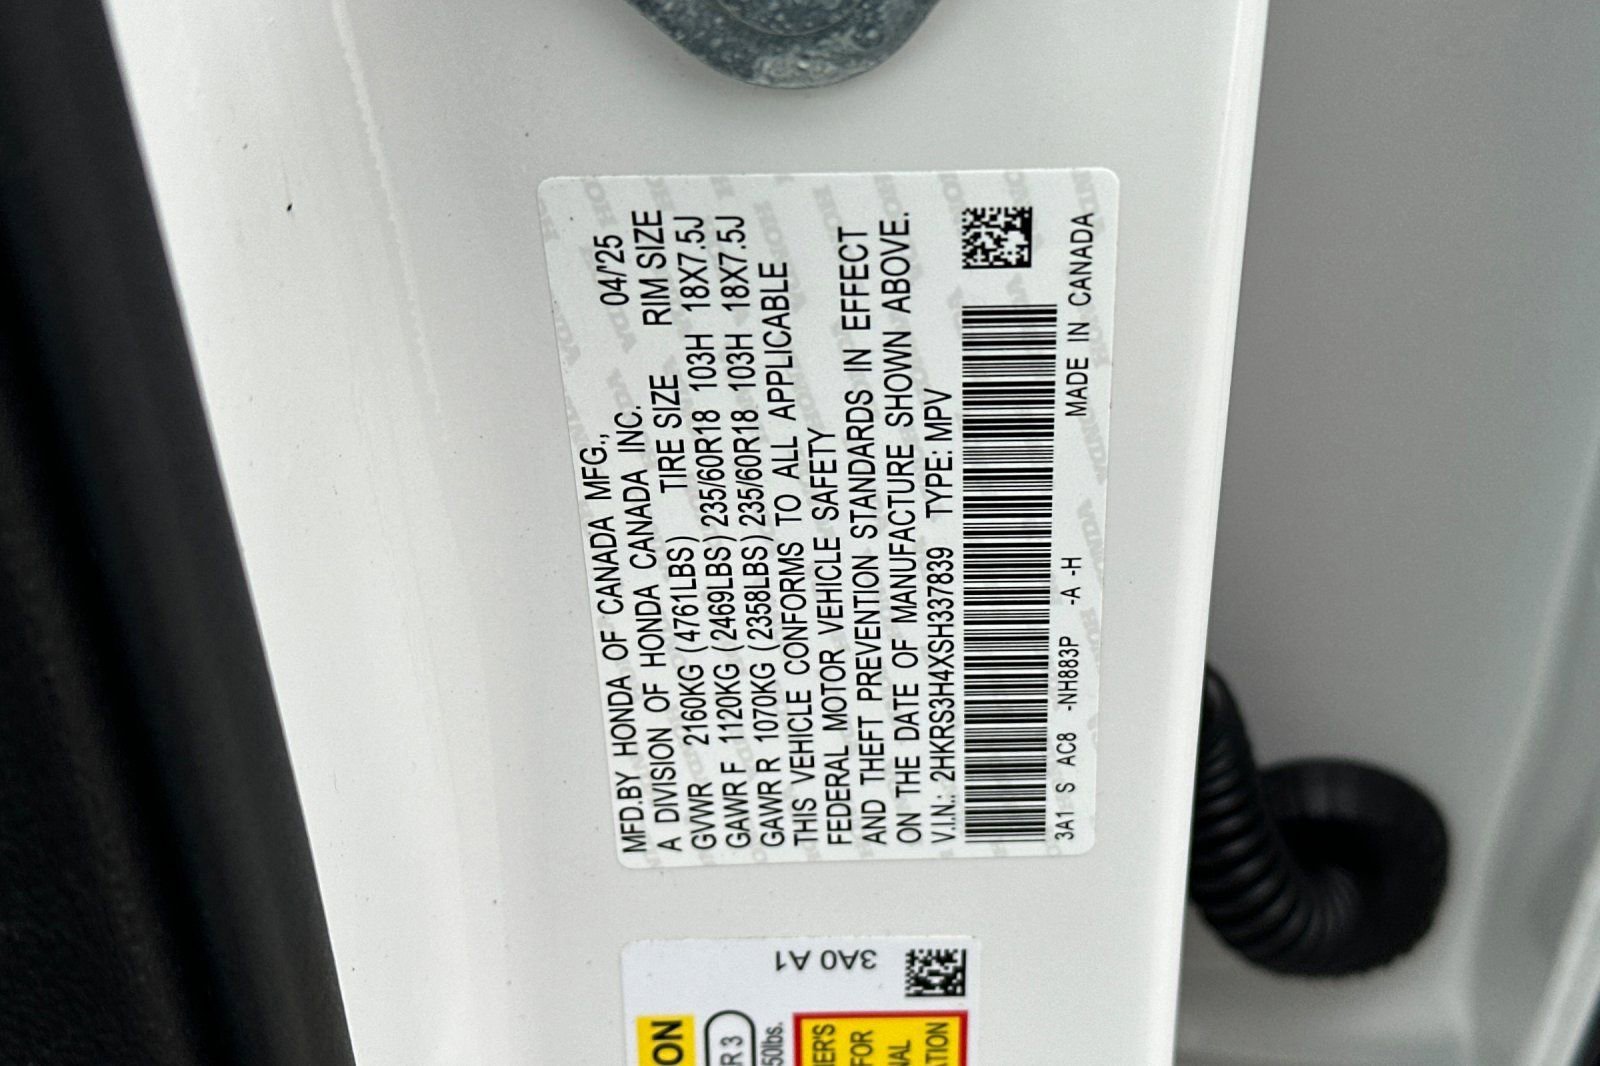 MFD.BY HONDA OF CANADA MFG., 04/'25
A DIVISION OF HONDA CANADA INC.
TIRE SIZE RIM SIZE
GVWR 2160KG (4761LBS)
GAWR F 1120KG (2469LBS) 235/60R18 103H 18X7.5J
GAWR R 1070KG (2358LBS) 235/60R18 103H 18X7.5J
THIS VEHICLE CONFORMS TO ALL APPLICABLE
FEDERAL MOTOR VEHICLE SAFETY
AND THEFT PREVENTION STANDARDS IN EFFECT
ON THE DATE OF MANUFACTURE SHOWN ABOVE.
V.I.N.: 2HKRS3H4XSH337839 TYPE: MPV
3A1 S AC8 -NH883P -A -H MADE IN CANADA
3A0 A1
ION
R 3
50lbs.